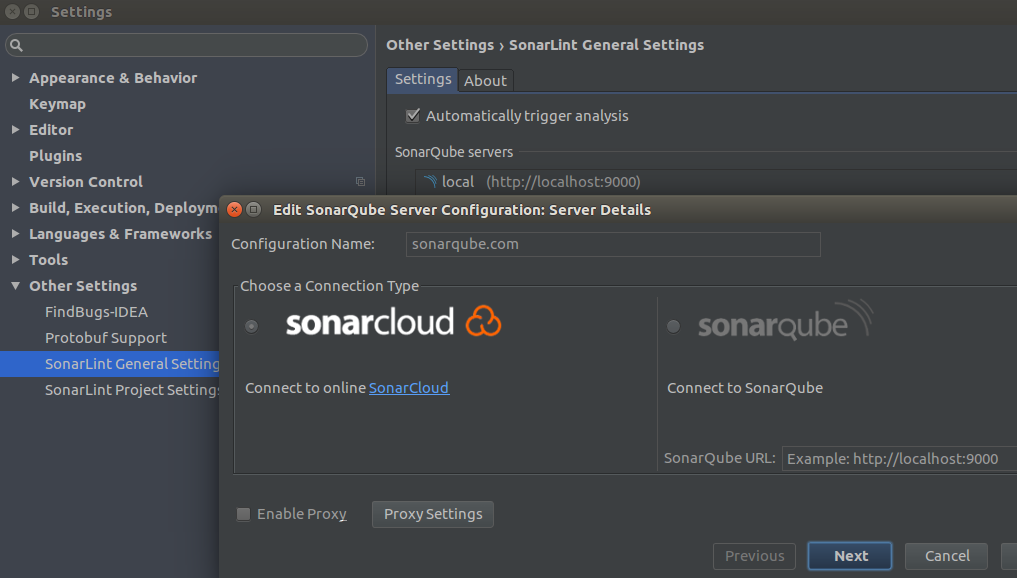 Settings
Appearance & Behavior
Keymap
Editor
Plugins
Version Control
Build, Execution, Deploym
Languages & Frameworks
Tools
Other Settings
FindBugs-IDEA
Protobuf Support
SonarLint General Setting
SonarLint Project Settings
Other Settings › SonarLint General Settings
Settings About
Automatically trigger analysis
SonarQube servers
local (http://localhost:9000)
Edit SonarQube Server Configuration: Server Details
Configuration Name: sonarqube.com
Choose a Connection Type
sonarcloud
Connect to online SonarCloud
sonarqube
Connect to SonarQube
SonarQube URL: Example: http://localhost:9000
Enable Proxy Proxy Settings
Previous Next Cancel